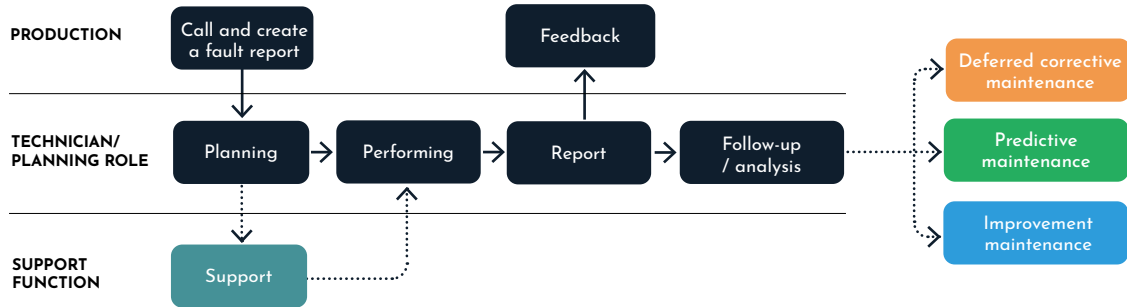 PRODUCTION
Call and create
a fault report
Feedback
Deferred corrective
maintenance
TECHNICIAN/
PLANNING ROLE
Planning
Performing
Report
Follow-up
/ analysis
Predictive
maintenance
SUPPORT
FUNCTION
Support
Improvement
maintenance